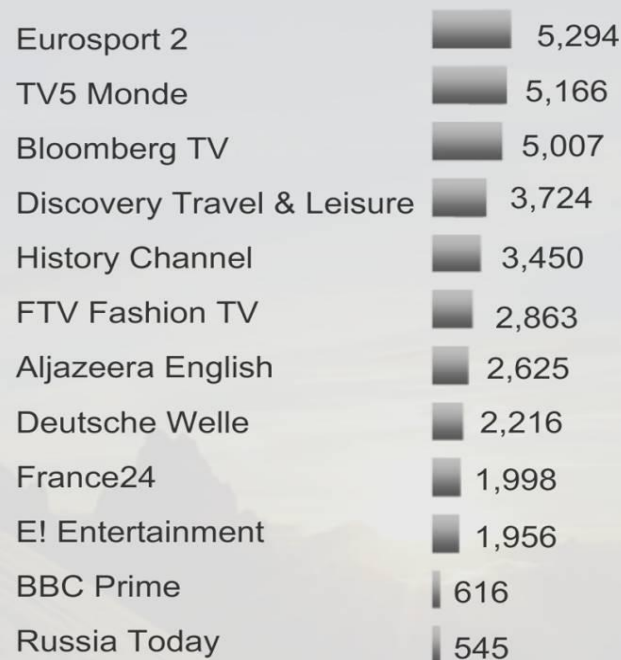 Eurosport 2 5,294
TV5 Monde 5,166
Bloomberg TV 5,007
Discovery Travel & Leisure 3,724
History Channel 3,450
FTV Fashion TV 2,863
Aljazeera English 2,625
Deutsche Welle 2,216
France24 1,998
E! Entertainment 1,956
BBC Prime 616
Russia Today 545